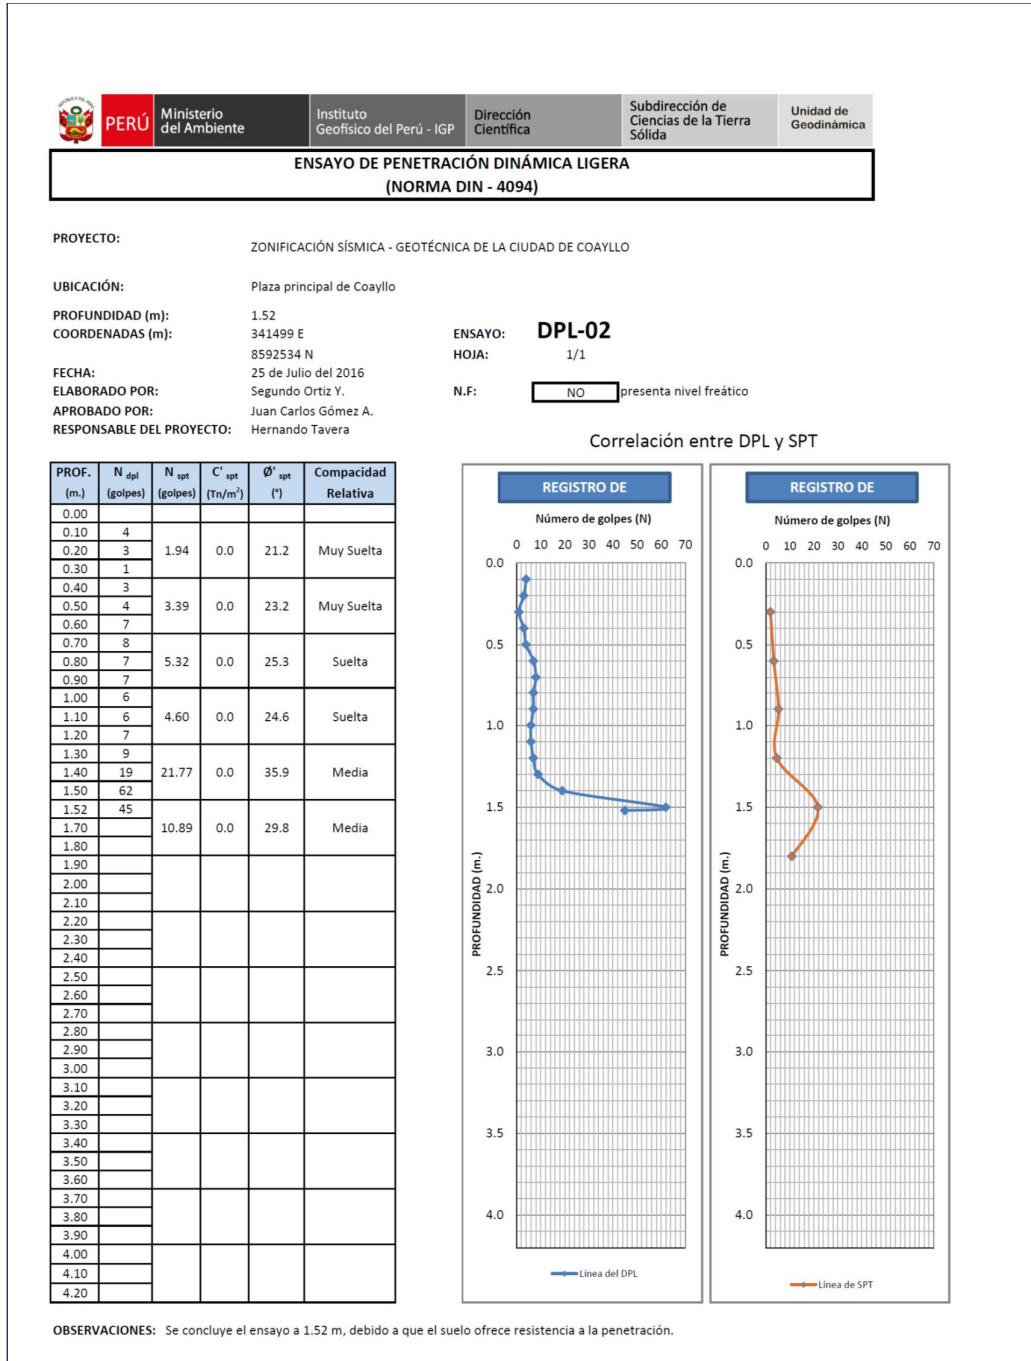 REPÚBLICA DEL PERÚ
PERÚ
Ministerio
del Ambiente
Instituto
Geofísico del Perú - IGP
Dirección
Científica
Subdirección de
Ciencias de la Tierra
Sólida
Unidad de
Geodinámica
ENSAYO DE PENETRACIÓN DINÁMICA LIGERA
(NORMA DIN - 4094)
PROYECTO: ZONIFICACIÓN SÍSMICA - GEOTÉCNICA DE LA CIUDAD DE COAYLLO
UBICACIÓN: Plaza principal de Coayllo
PROFUNDIDAD (m): 1.52
COORDENADAS (m): 341499 E ENSAYO: DPL-02
8592534 N HOJA: 1/1
FECHA: 25 de Julio del 2016
ELABORADO POR: Segundo Ortiz Y. N.F: NO presenta nivel freático
APROBADO POR: Juan Carlos Gómez A.
RESPONSABLE DEL PROYECTO: Hernando Tavera
Correlación entre DPL y SPT
PROF. N dpl N spt C' spt Ø' spt Compacidad
(m.) (golpes) (golpes) (Tn/m²) (°) Relativa
0.00
0.10 4
0.20 3 1.94 0.0 21.2 Muy Suelta
0.30 1
0.40 3
0.50 4 3.39 0.0 23.2 Muy Suelta
0.60 7
0.70 8
0.80 7 5.32 0.0 25.3 Suelta
0.90 7
1.00 6
1.10 6 4.60 0.0 24.6 Suelta
1.20 7
1.30 9
1.40 19 21.77 0.0 35.9 Media
1.50 62
1.52 45
1.70 10.89 0.0 29.8 Media
1.80
1.90
2.00
2.10
2.20
2.30
2.40
2.50
2.60
2.70
2.80
2.90
3.00
3.10
3.20
3.30
3.40
3.50
3.60
3.70
3.80
3.90
4.00
4.10
4.20
REGISTRO DE
Número de golpes (N)
0 10 20 30 40 50 60 70
0.0
0.5
1.0
1.5
2.0
2.5
3.0
3.5
4.0
PROFUNDIDAD (m.)
Línea del DPL
REGISTRO DE
Número de golpes (N)
0 10 20 30 40 50 60 70
0.0
0.5
1.0
1.5
2.0
2.5
3.0
3.5
4.0
PROFUNDIDAD (m.)
Línea de SPT
OBSERVACIONES: Se concluye el ensayo a 1.52 m, debido a que el suelo ofrece resistencia a la penetración.